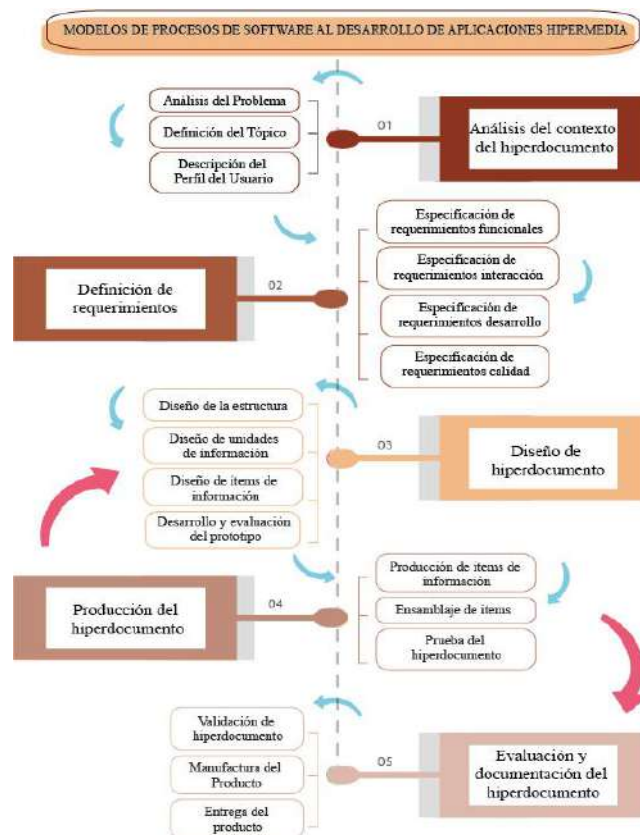 MODELOS DE PROCESOS DE SOFTWARE AL DESARROLLO DE APLICACIONES HIPERMEDIA
01
Análisis del contexto
del hiperdocumento
Análisis del Problema
Definición del Tópico
Descripción del
Perfil del Usuario
02
Definición de
requerimientos
Especificación de
requerimientos funcionales
Especificación de
requerimientos interacción
Especificación de
requerimientos desarrollo
Especificación de
requerimientos calidad
03
Diseño de
hiperdocumento
Diseño de la estructura
Diseño de unidades
de información
Diseño de items de
información
Desarrollo y evaluación
del prototipo
04
Producción del
hiperdocumento
Producción de items de
información
Ensamblaje de items
Prueba del
hiperdocumento
05
Evaluación y
documentación del
hiperdocumento
Validación de
hiperdocumento
Manufactura del
Producto
Entrega del
producto